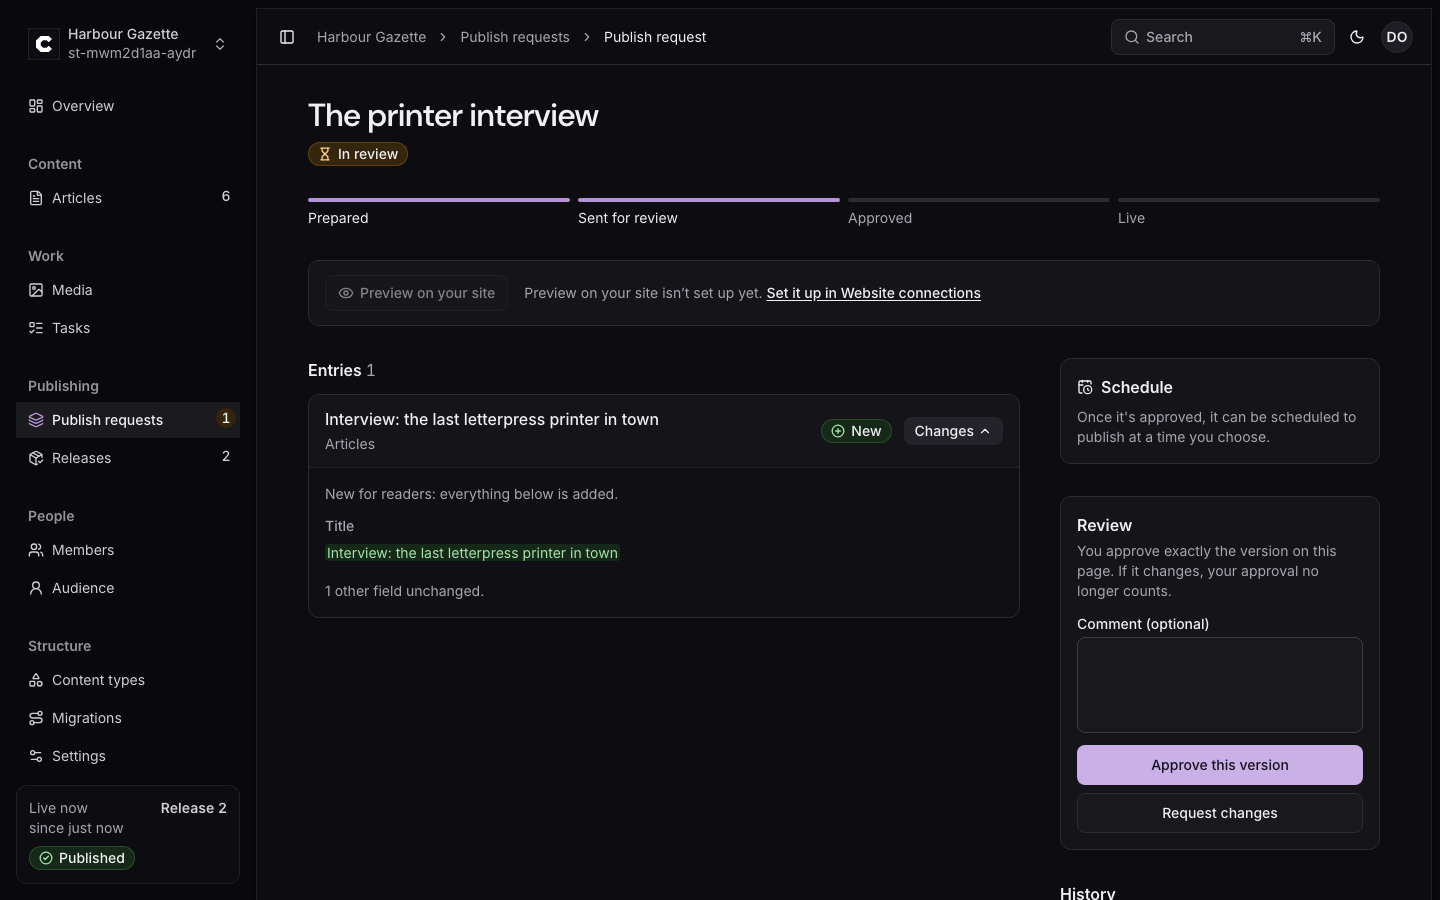 Harbour Gazette
st-mwm2d1aa-aydr
Overview
Content
Articles 6
Work
Media
Tasks
Publishing
Publish requests 1
Releases 2
People
Members
Audience
Structure
Content types
Migrations
Settings
Live now Release 2
since just now
Published
Harbour Gazette > Publish requests > Publish request
Search ⌘K
DO
The printer interview
In review
Prepared
Sent for review
Approved
Live
Preview on your site
Preview on your site isn’t set up yet. Set it up in Website connections
Entries 1
Interview: the last letterpress printer in town
Articles
New
Changes
New for readers: everything below is added.
Title
Interview: the last letterpress printer in town
1 other field unchanged.
Schedule
Once it's approved, it can be scheduled to
publish at a time you choose.
Review
You approve exactly the version on this
page. If it changes, your approval no
longer counts.
Comment (optional)
Approve this version
Request changes
History